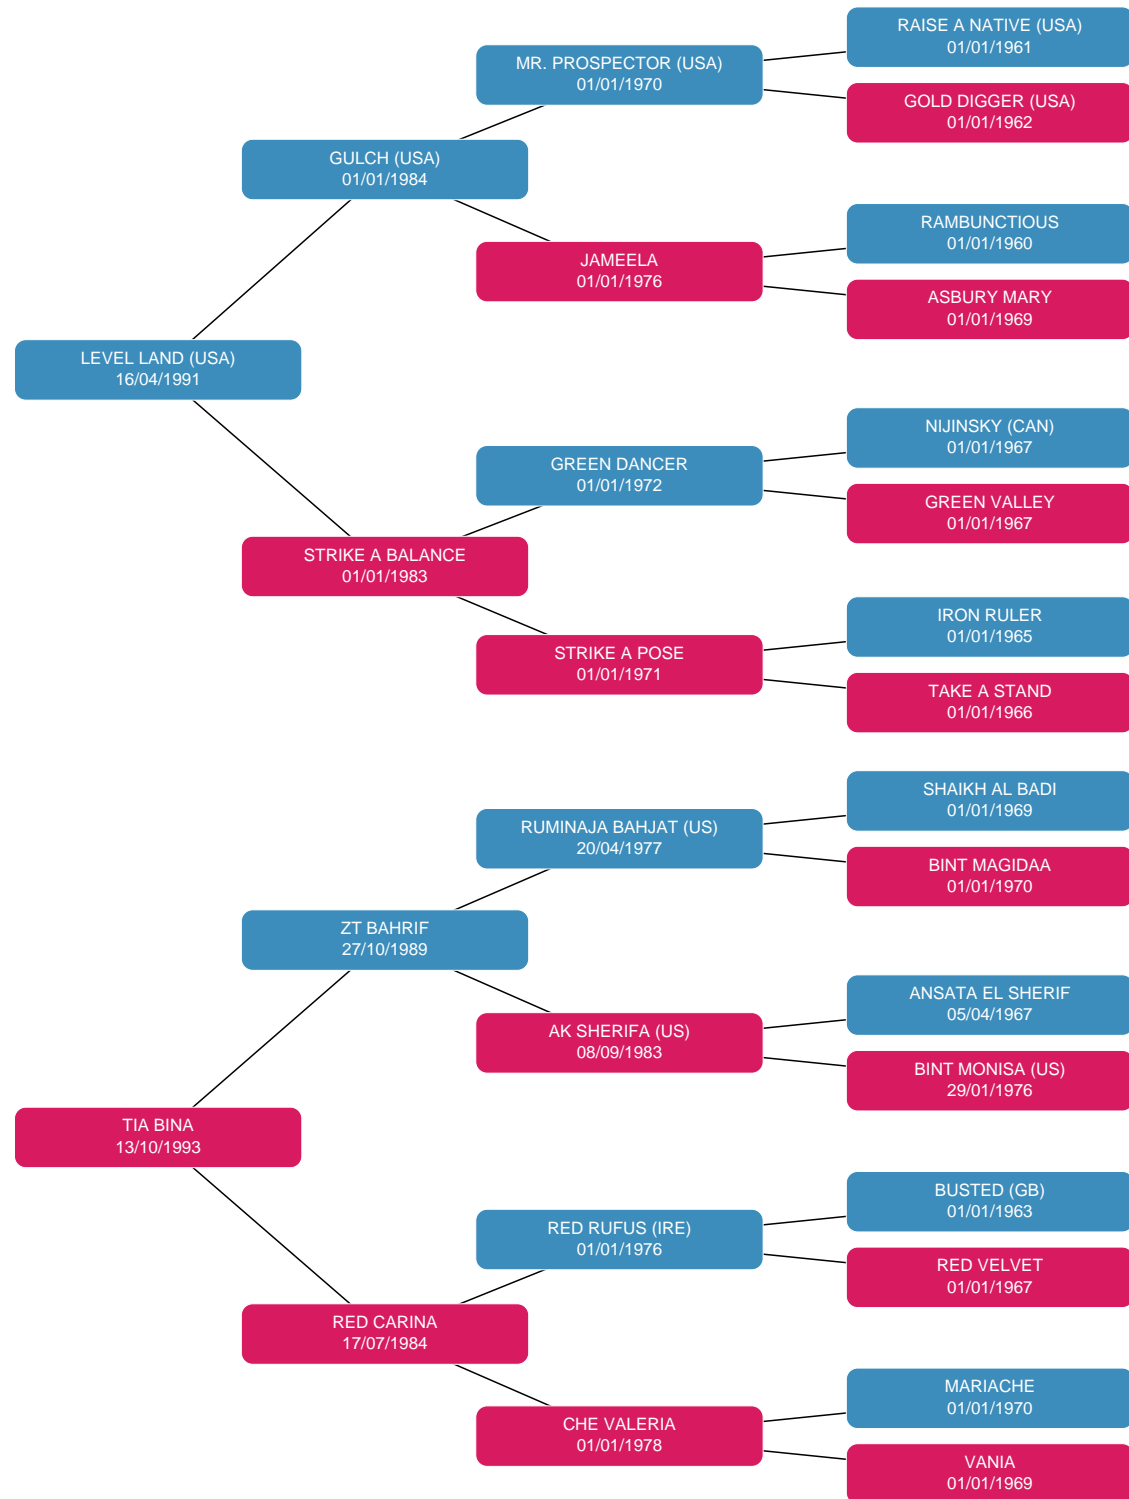 RAISE A NATIVE (USA)
01/01/1961
MR. PROSPECTOR (USA)
01/01/1970
GOLD DIGGER (USA)
01/01/1962
GULCH (USA)
01/01/1984
RAMBUNCTIOUS
01/01/1960
JAMEELA
01/01/1976
ASBURY MARY
01/01/1969
LEVEL LAND (USA)
16/04/1991
NIJINSKY (CAN)
01/01/1967
GREEN DANCER
01/01/1972
GREEN VALLEY
01/01/1967
STRIKE A BALANCE
01/01/1983
IRON RULER
01/01/1965
STRIKE A POSE
01/01/1971
TAKE A STAND
01/01/1966
SHAIKH AL BADI
01/01/1969
RUMINAJA BAHJAT (US)
20/04/1977
BINT MAGIDAA
01/01/1970
ZT BAHRIF
27/10/1989
ANSATA EL SHERIF
05/04/1967
AK SHERIFA (US)
08/09/1983
BINT MONISA (US)
29/01/1976
TIA BINA
13/10/1993
BUSTED (GB)
01/01/1963
RED RUFUS (IRE)
01/01/1976
RED VELVET
01/01/1967
RED CARINA
17/07/1984
MARIACHE
01/01/1970
CHE VALERIA
01/01/1978
VANIA
01/01/1969